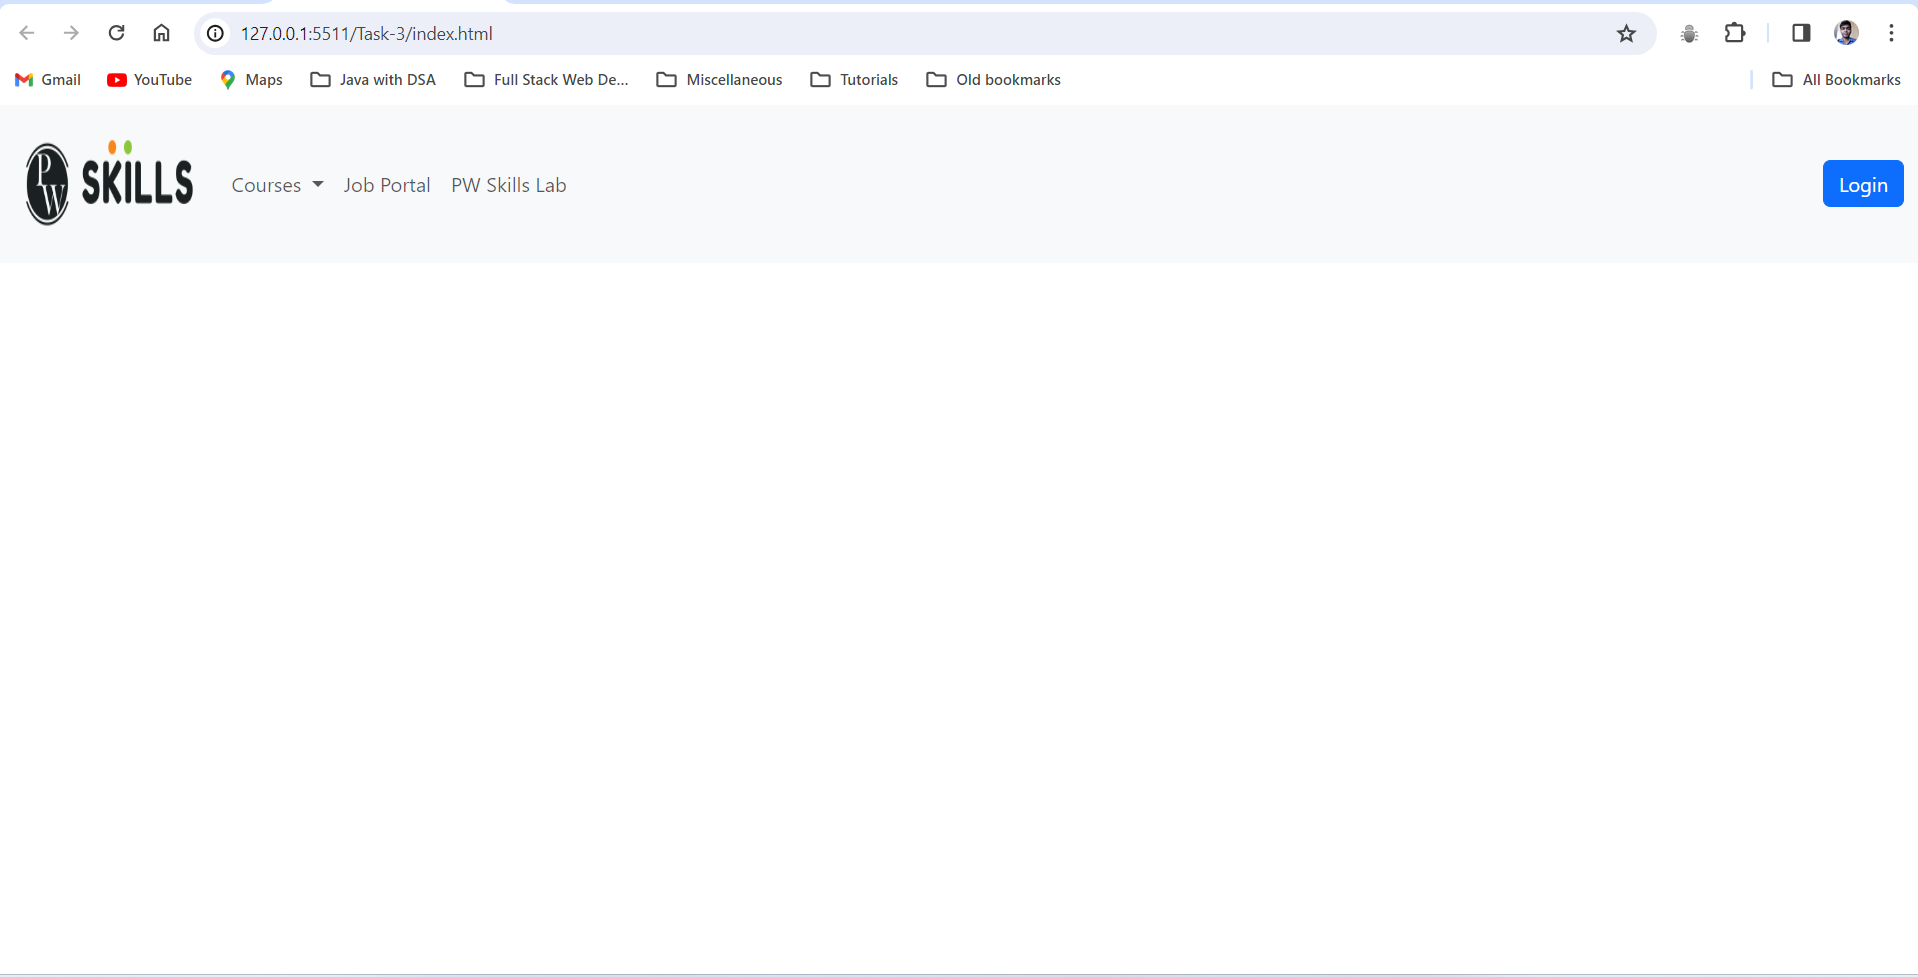 127.0.0.1:5511/Task-3/index.html
Gmail YouTube Maps Java with DSA Full Stack Web De... Miscellaneous Tutorials Old bookmarks All Bookmarks
PW SKILLS Courses Job Portal PW Skills Lab Login